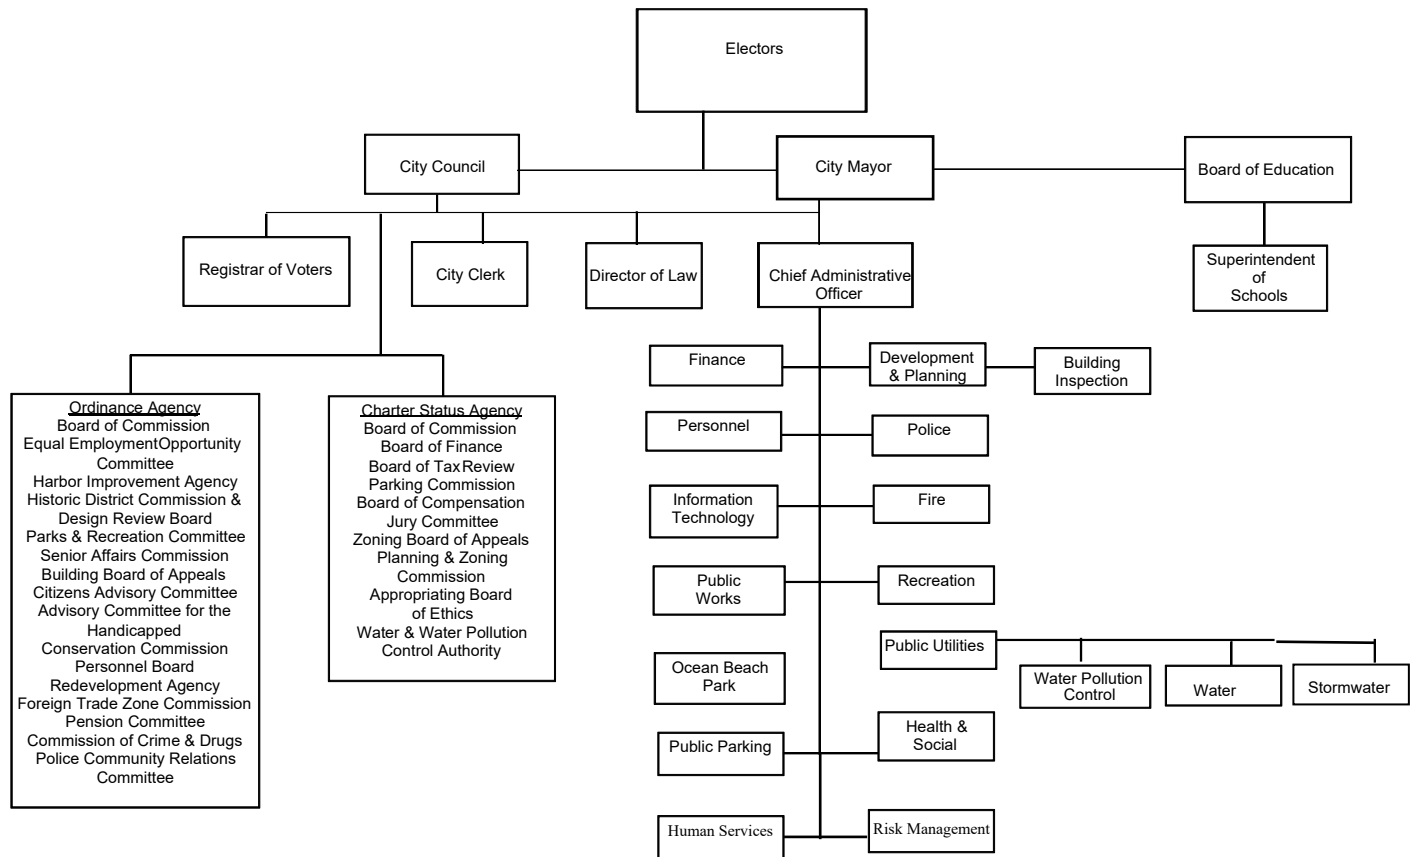 Electors
City Council
City Mayor
Board of Education
Registrar of Voters
City Clerk
Director of Law
Chief Administrative
Officer
Superintendent
of
Schools
Finance
Development
& Planning
Building
Inspection
Personnel
Police
Information
Technology
Fire
Public
Works
Recreation
Ocean Beach
Park
Public Utilities
Water Pollution
Control
Water
Stormwater
Public Parking
Health &
Social
Human Services
Risk Management
Ordinance Agency
Board of Commission
Equal EmploymentOpportunity
Committee
Harbor Improvement Agency
Historic District Commission &
Design Review Board
Parks & Recreation Committee
Senior Affairs Commission
Building Board of Appeals
Citizens Advisory Committee
Advisory Committee for the
Handicapped
Conservation Commission
Personnel Board
Redevelopment Agency
Foreign Trade Zone Commission
Pension Committee
Commission of Crime & Drugs
Police Community Relations
Committee
Charter Status Agency
Board of Commission
Board of Finance
Board of Tax Review
Parking Commission
Board of Compensation
Jury Committee
Zoning Board of Appeals
Planning & Zoning
Commission
Appropriating Board
of Ethics
Water & Water Pollution
Control Authority